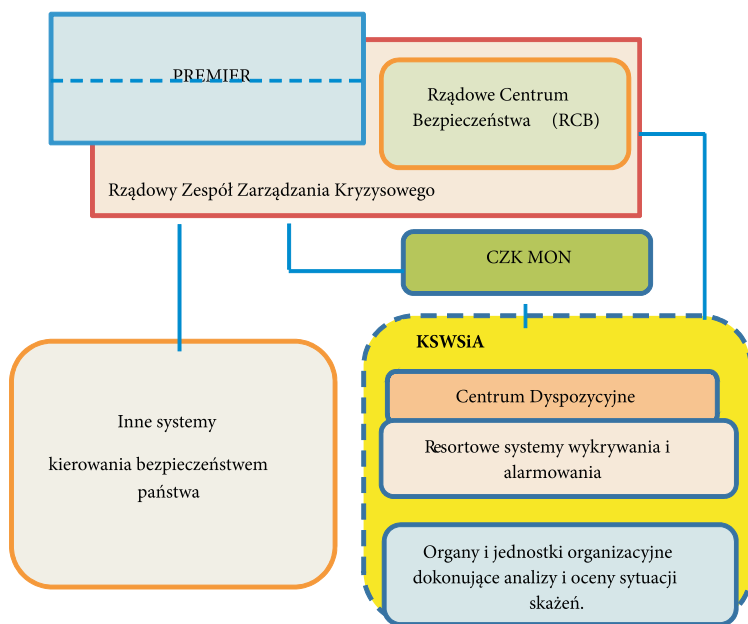 PREMIER
Rządowe Centrum
Bezpieczeństwa (RCB)
Rządowy Zespół Zarządzania Kryzysowego
CZK MON
KSWSiA
Centrum Dyspozycyjne
Resortowe systemy wykrywania i
alarmowania
Inne systemy
kierowania bezpieczeństwem
państwa
Organy i jednostki organizacyjne
dokonujące analizy i oceny sytuacji
skażeń.